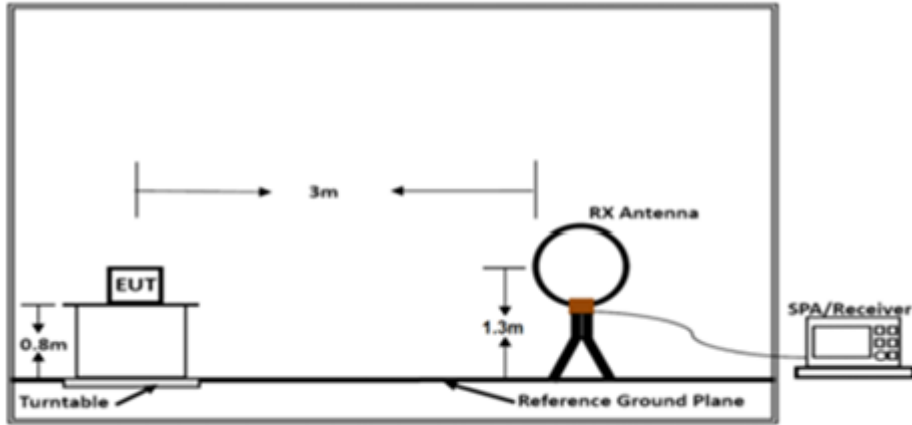 3m
RX Antenna
EUT
SPA/Receiver
1.3m
0.8m
Turntable
Reference Ground Plane